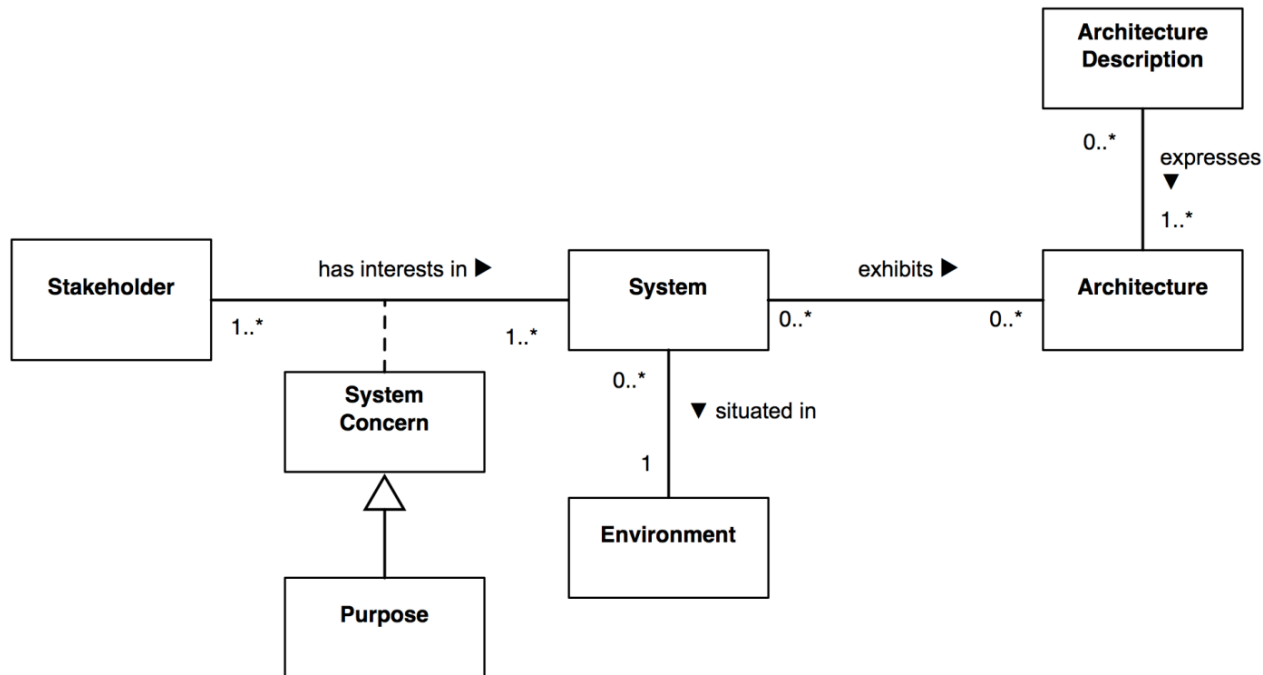 Architecture
Description
0..*
expresses
▼
1..*
Stakeholder
has interests in ▶
System
exhibits ▶
Architecture
1..*
1..*
0..*
0..*
System
Concern
0..*
▼ situated in
1
Environment
Purpose